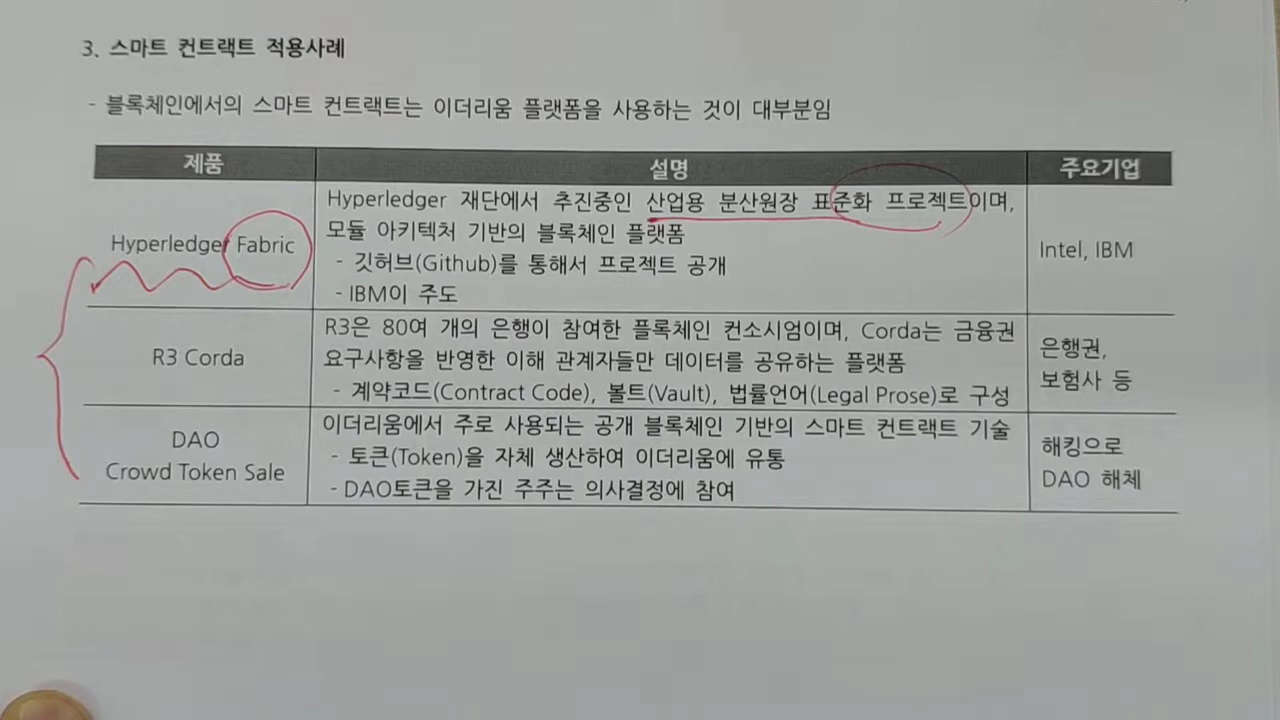 3. 스마트 컨트랙트 적용사례
- 블록체인에서의 스마트 컨트랙트는 이더리움 플랫폼을 사용하는 것이 대부분임
제품 설명 주요기업
Hyperledger Fabric
Hyperledger 재단에서 추진중인 산업용 분산원장 표준화 프로젝트이며,
모듈 아키텍처 기반의 블록체인 플랫폼
- 깃허브(Github)를 통해서 프로젝트 공개
- IBM이 주도
Intel, IBM
R3 Corda
R3은 80여 개의 은행이 참여한 플록체인 컨소시엄이며, Corda는 금융권
요구사항을 반영한 이해 관계자들만 데이터를 공유하는 플랫폼
- 계약코드(Contract Code), 볼트(Vault), 법률언어(Legal Prose)로 구성
은행권,
보험사 등
DAO
Crowd Token Sale
이더리움에서 주로 사용되는 공개 블록체인 기반의 스마트 컨트랙트 기술
- 토큰(Token)을 자체 생산하여 이더리움에 유통
- DAO토큰을 가진 주주는 의사결정에 참여
해킹으로
DAO 해체